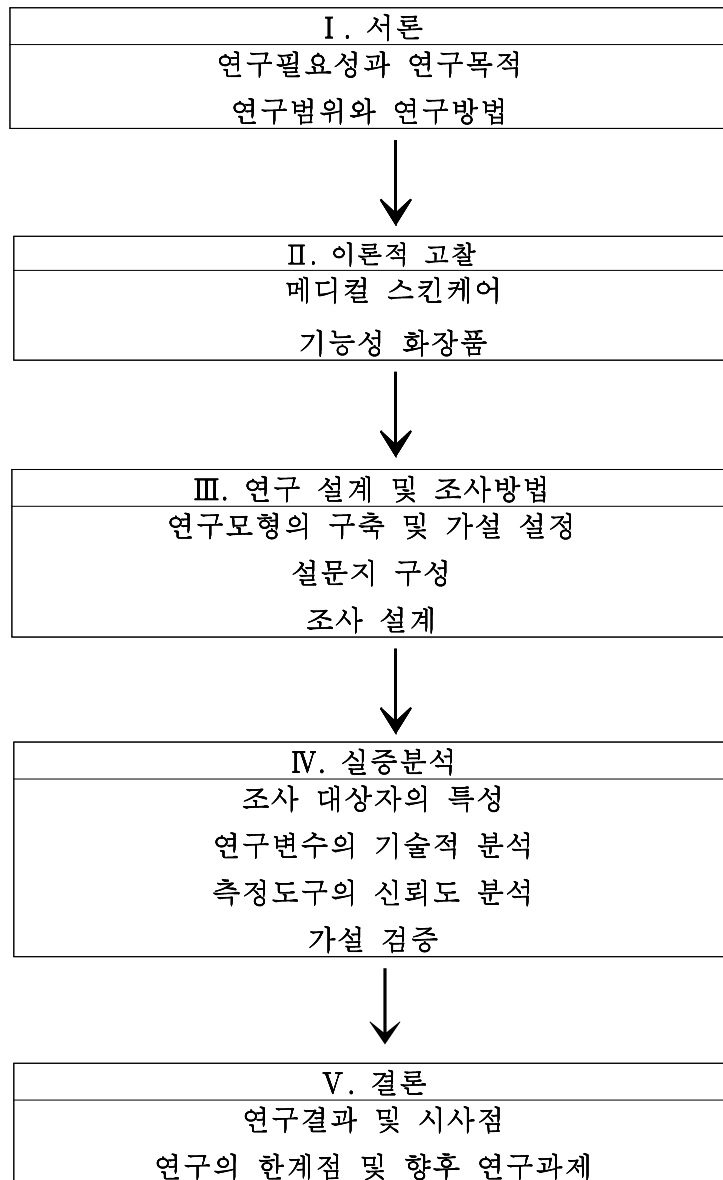 Ⅰ. 서론
연구필요성과 연구목적
연구범위와 연구방법
Ⅱ. 이론적 고찰
메디컬 스킨케어
기능성 화장품
Ⅲ. 연구 설계 및 조사방법
연구모형의 구축 및 가설 설정
설문지 구성
조사 설계
Ⅳ. 실증분석
조사 대상자의 특성
연구변수의 기술적 분석
측정도구의 신뢰도 분석
가설 검증
Ⅴ. 결론
연구결과 및 시사점
연구의 한계점 및 향후 연구과제